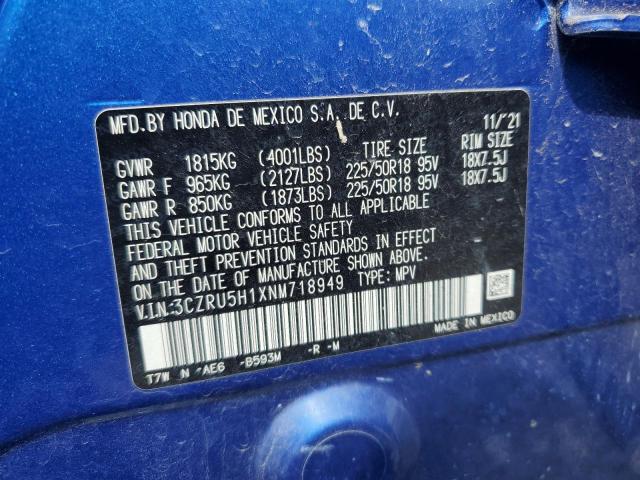 MFD.BY HONDA DE MEXICO S.A. DE C.V. 11/'21
GVWR 1815KG (4001LBS) TIRE SIZE RIM SIZE
GAWR F 965KG (2127LBS) 225/50R18 95V 18X7.5J
GAWR R 850KG (1873LBS) 225/50R18 95V 18X7.5J
THIS VEHICLE CONFORMS TO ALL APPLICABLE
FEDERAL MOTOR VEHICLE SAFETY
AND THEFT PREVENTION STANDARDS IN EFFECT
ON THE DATE OF MANUFACTURE SHOWN ABOVE.
V.I.N:3CZRU5H1XNM718949 TYPE: MPV
T7W N -AE6 -B593M -R -M MADE IN MEXICO